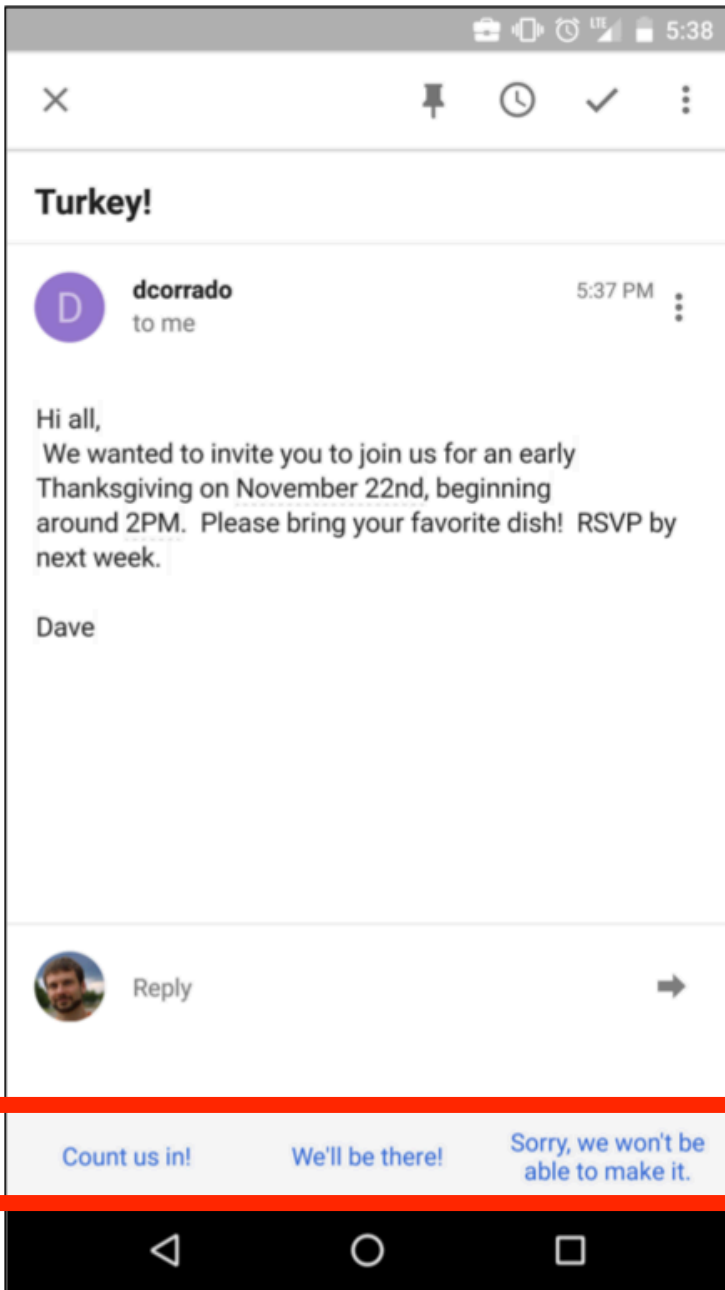 LTE 5:38
Turkey!
D
dcorrado
5:37 PM
to me
Hi all,
We wanted to invite you to join us for an early
Thanksgiving on November 22nd, beginning
around 2PM.  Please bring your favorite dish!  RSVP by
next week.
Dave
Reply
Count us in!
We'll be there!
Sorry, we won't be
able to make it.